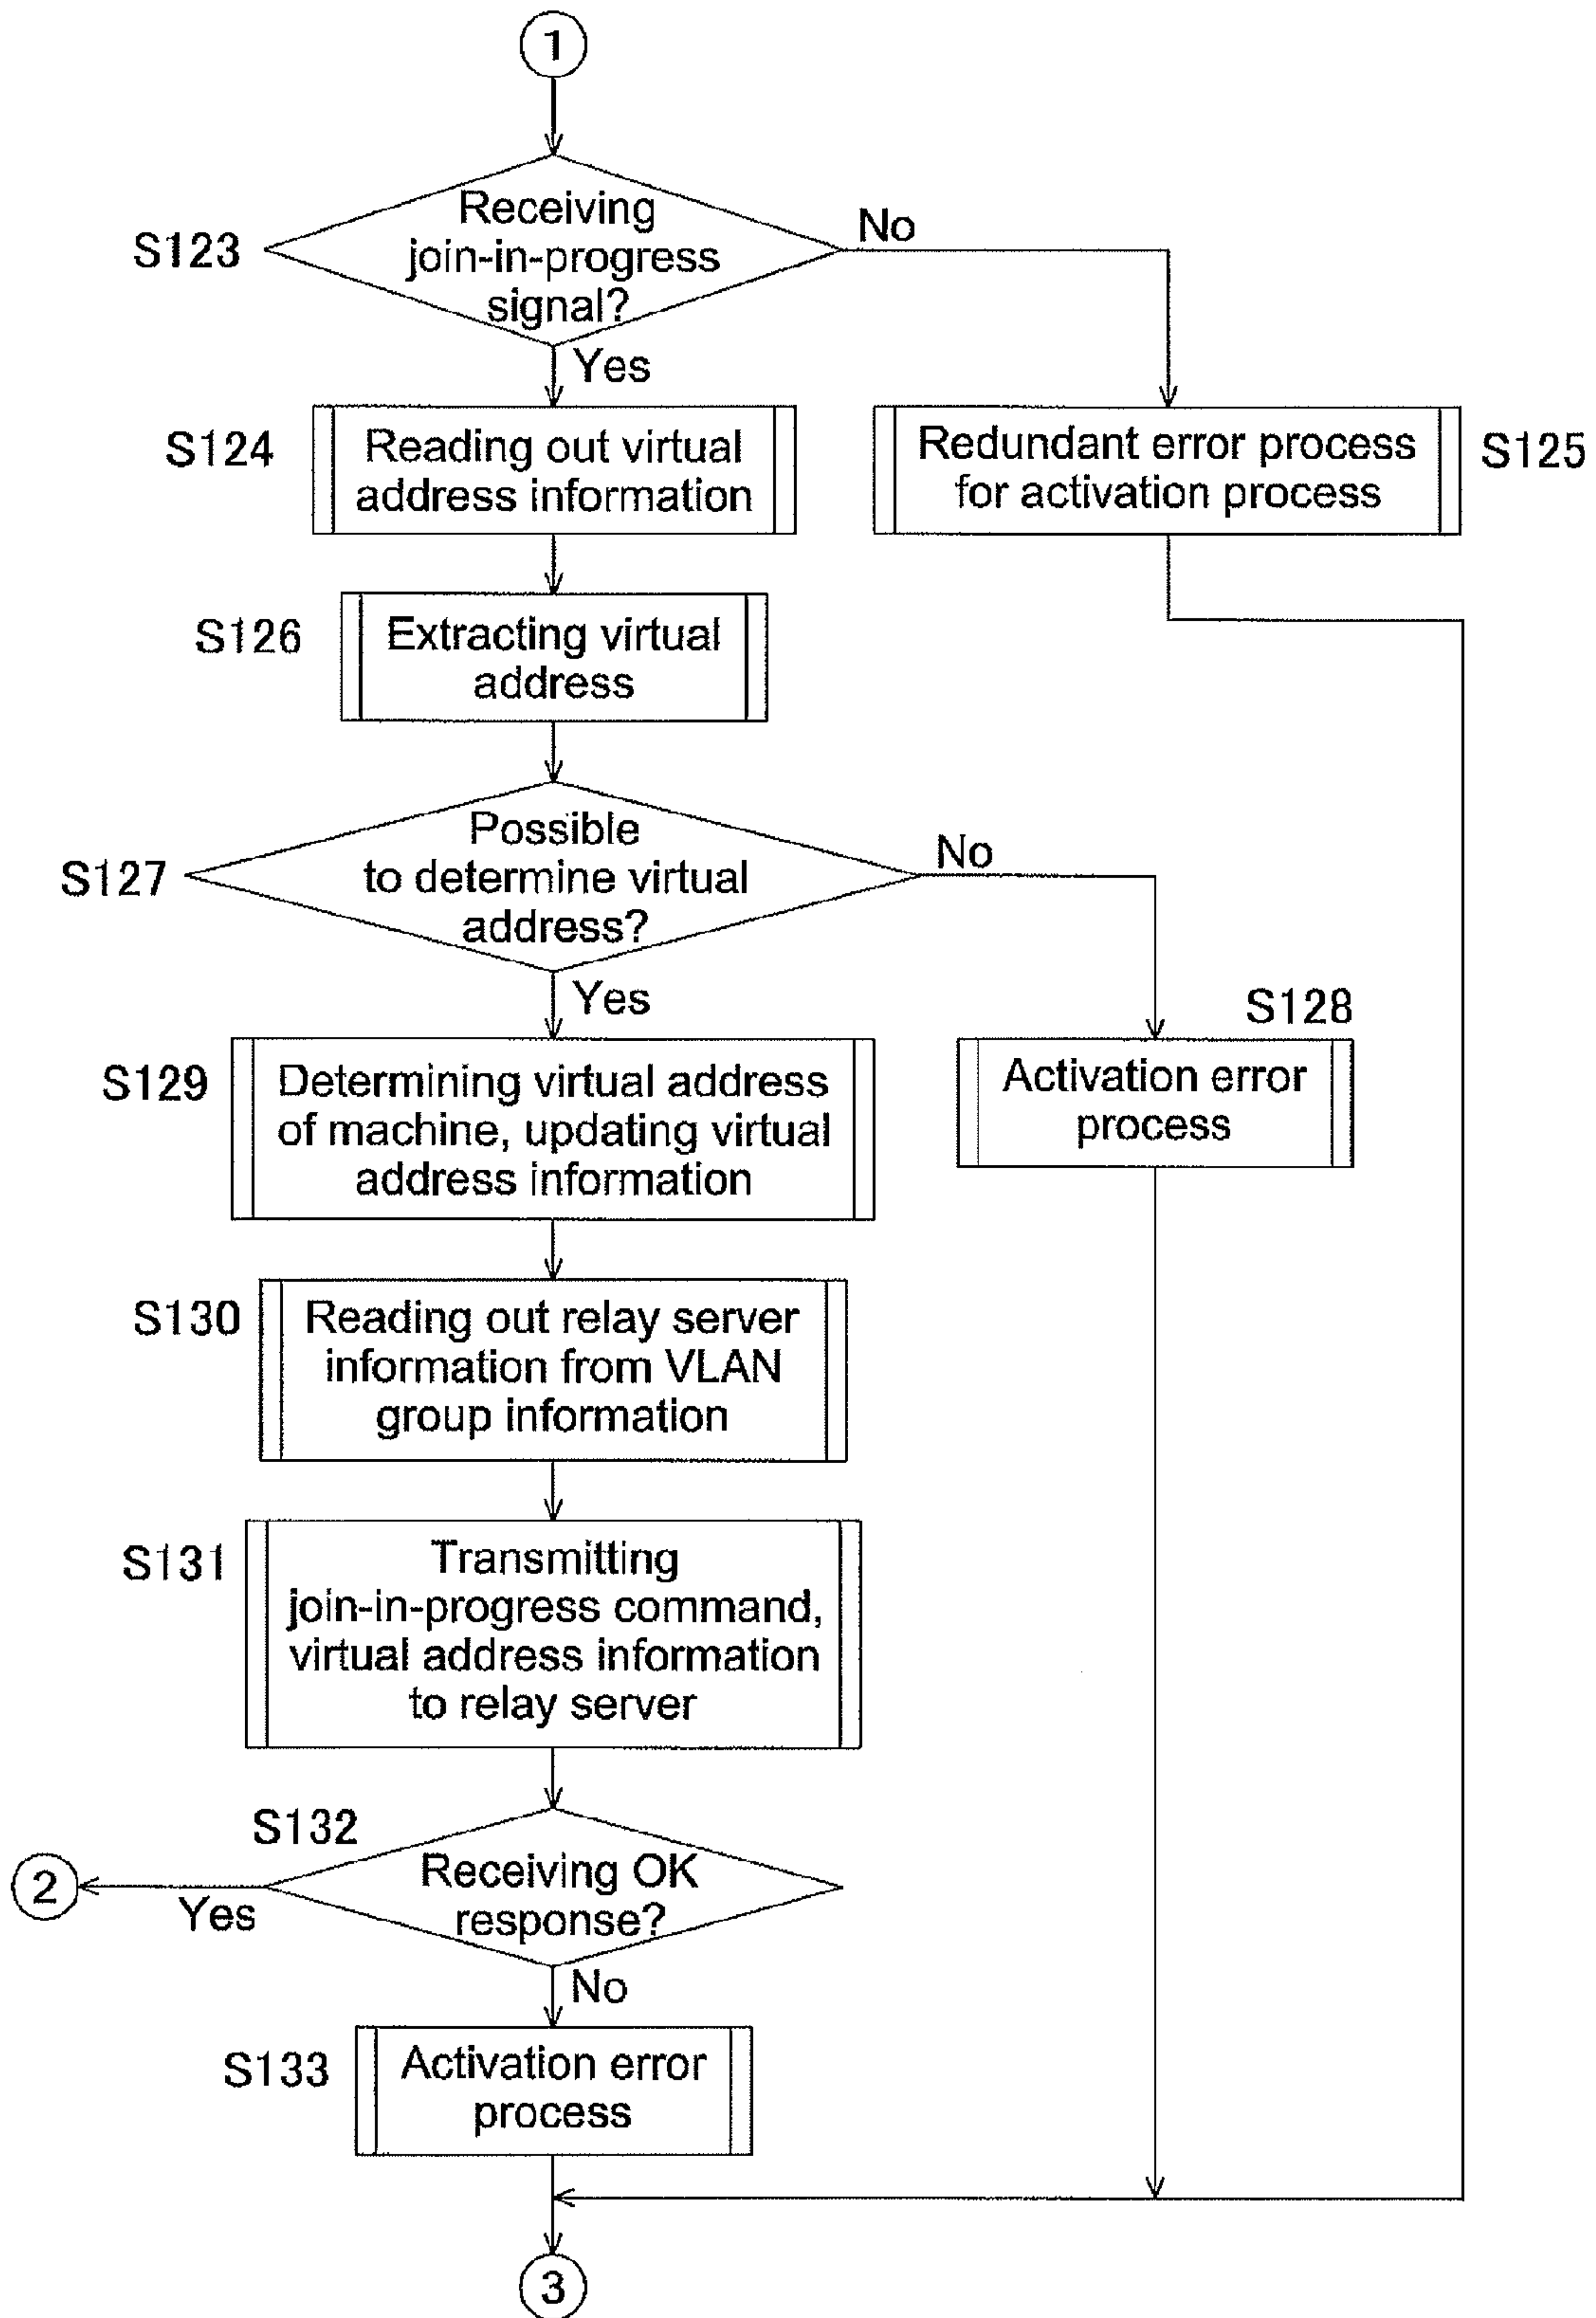 1
Receiving
join-in-progress
signal?
S123
No
Yes
S124
Reading out virtual
address information
Redundant error process
for activation process
S125
S126
Extracting virtual
address
S127
Possible
to determine virtual
address?
No
Yes
S128
Activation error
process
S129
Determining virtual address
of machine, updating virtual
address information
S130
Reading out relay server
information from VLAN
group information
S131
Transmitting
join-in-progress command,
virtual address information
to relay server
S132
Receiving OK
response?
2
Yes
No
S133
Activation error
process
3